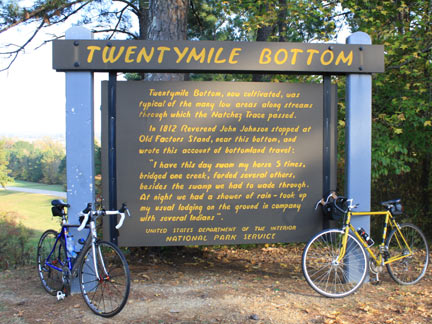 TWENTYMILE BOTTOM
Twentymile Bottom, now cultivated, was
typical of the many low areas along streams
through which the Natchez Trace passed.
In 1812 Reverend John Johnson stopped at
Old Factors Stand, near this bottom, and
wrote this account of bottomland travel:
"I have this day swam my horse 5 times,
bridged one creek, forded several others,
besides the swamp we had to wade through.
At night we had a shower of rain - took up
my usual lodging on the ground in company
with several Indians".
UNITED STATES DEPARTMENT OF THE INTERIOR
NATIONAL PARK SERVICE